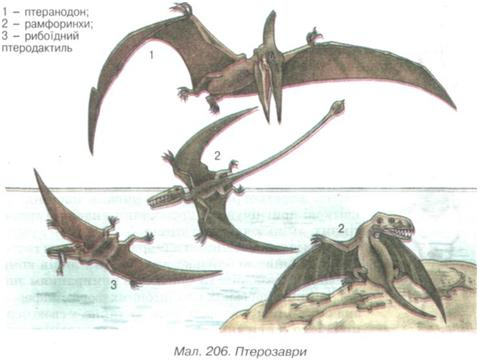 1 – птеранодон;
2 – рамфоринхи;
3 – рибоїдний
птеродактиль
1
2
2
3
Мал. 206. Птерозаври